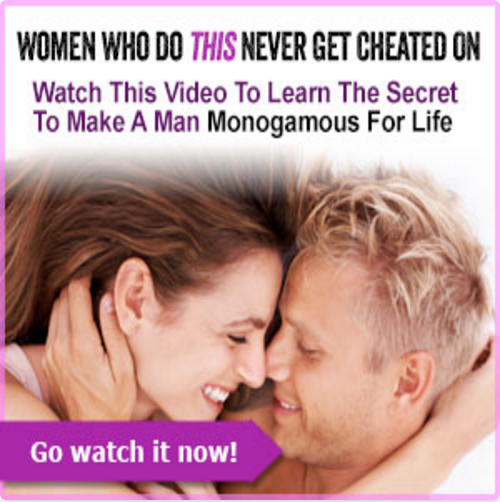 WOMEN WHO DO THIS NEVER GET CHEATED ON
Watch This Video To Learn The Secret
To Make A Man Monogamous For Life
Go watch it now!